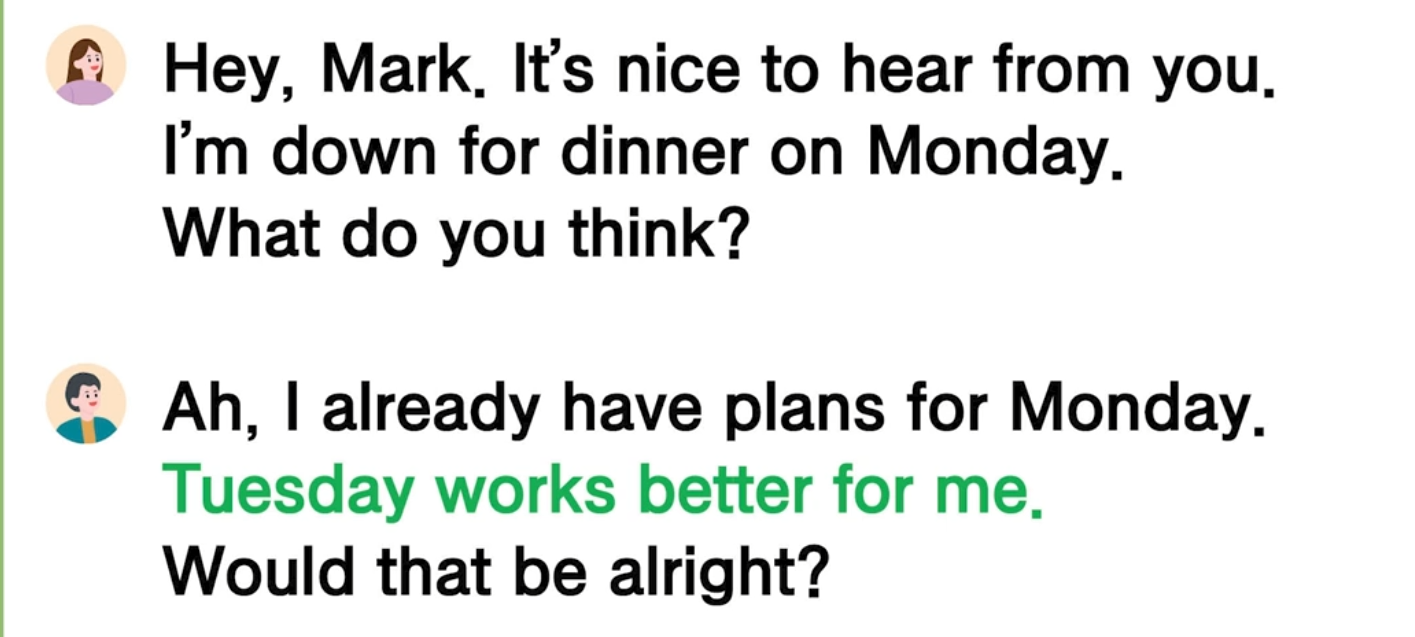 Hey, Mark. It's nice to hear from you.
I'm down for dinner on Monday.
What do you think?
Ah, I already have plans for Monday.
Tuesday works better for me.
Would that be alright?